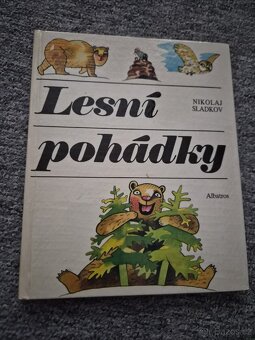 Lesní
NIKOLAJ
SLADKOV
pohádky
Albatros